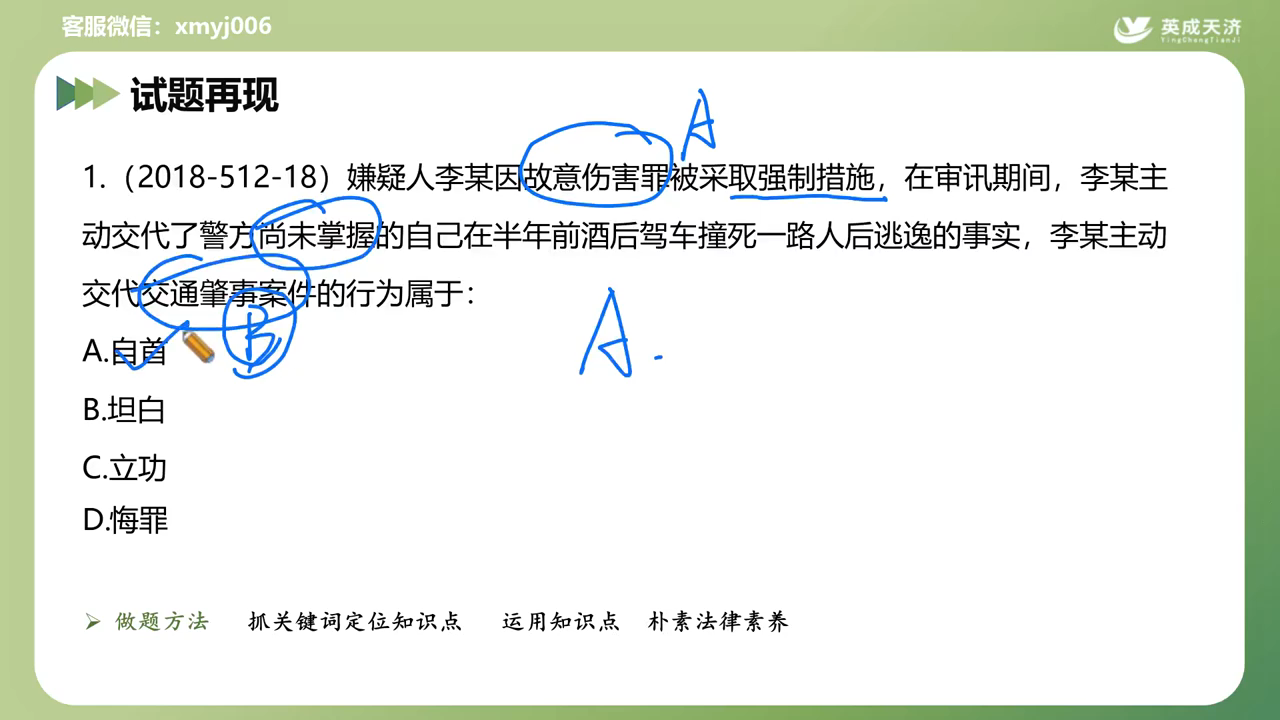 客服微信：xmyj006
英成天济
YingChengTianJi
试题再现
A
1.（2018-512-18）嫌疑人李某因故意伤害罪被采取强制措施，在审讯期间，李某主
动交代了警方尚未掌握的自己在半年前酒后驾车撞死一路人后逃逸的事实，李某主动
交代交通肇事案件的行为属于：
A.自首
B
A.
B.坦白
C.立功
D.悔罪
做题方法 抓关键词定位知识点 运用知识点 朴素法律素养